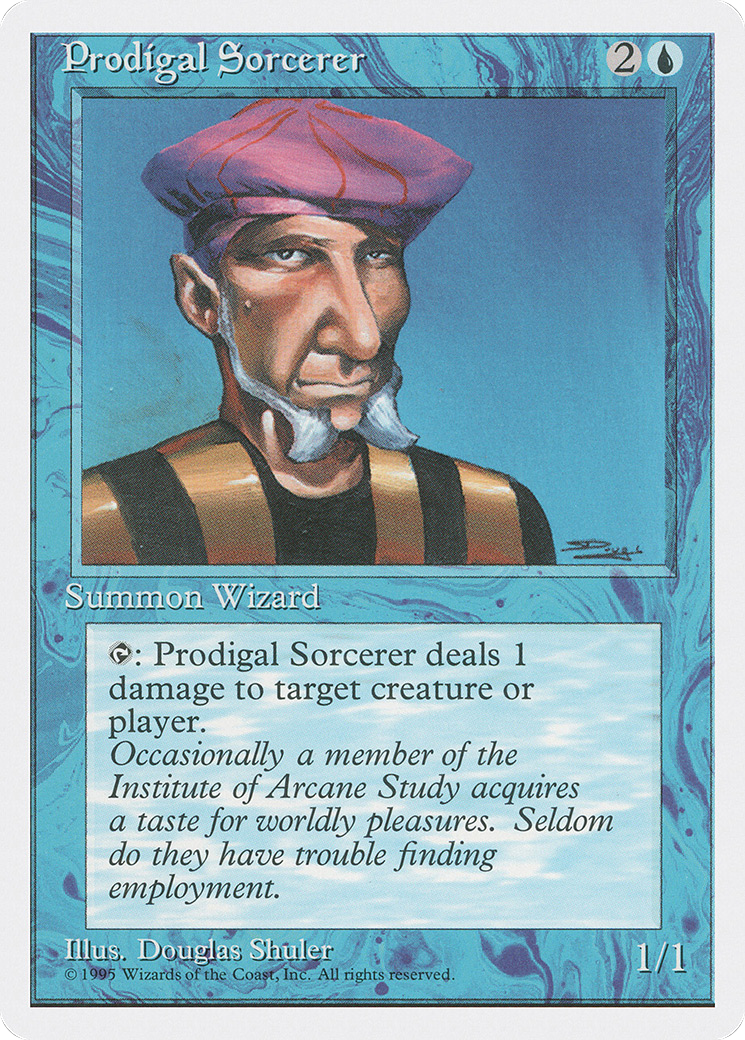 Prodigal Sorcerer 2
Summon Wizard
: Prodigal Sorcerer deals 1
damage to target creature or
player.
Occasionally a member of the
Institute of Arcane Study acquires
a taste for worldly pleasures. Seldom
do they have trouble finding
employment.
Illus. Douglas Shuler
1/1
© 1995 Wizards of the Coast, Inc. All rights reserved.